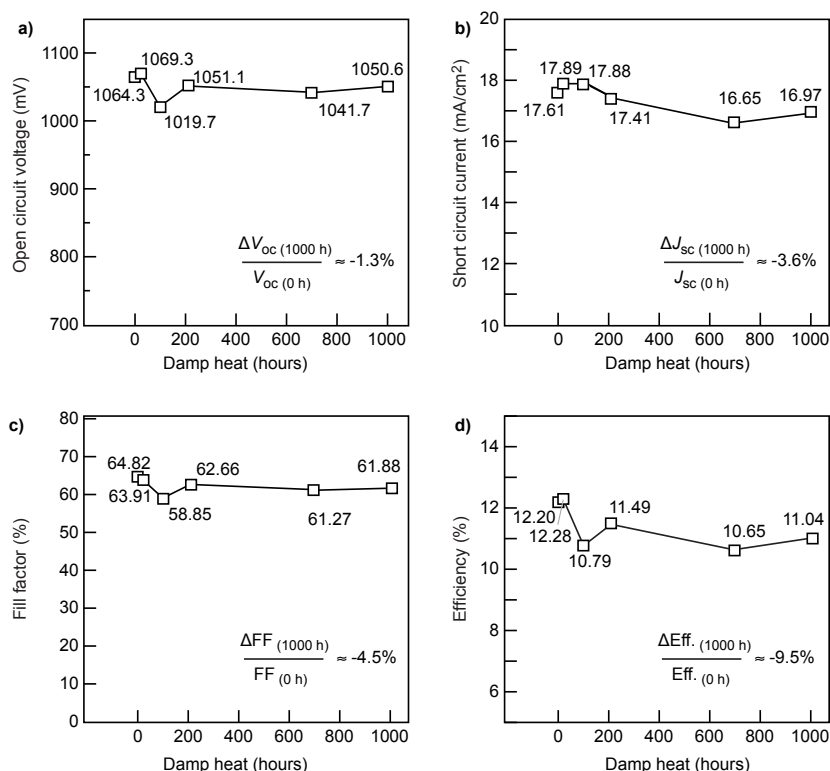 a)
1100
1000
900
800
700
Open circuit voltage (mV)
1069.3
1064.3
1051.1
1019.7
1041.7
1050.6
ΔVoc (1000 h)
Voc (0 h)
≈ -1.3%
0 200 400 600 800 1000
Damp heat (hours)
b)
20
18
16
14
12
10
Short circuit current (mA/cm²)
17.89
17.88
17.61
17.41
16.65
16.97
ΔJsc (1000 h)
Jsc (0 h)
≈ -3.6%
0 200 400 600 800 1000
Damp heat (hours)
c)
80
70
60
50
40
30
20
10
0
Fill factor (%)
64.82
63.91
62.66
58.85
61.27
61.88
ΔFF (1000 h)
FF (0 h)
≈ -4.5%
0 200 400 600 800 1000
Damp heat (hours)
d)
14
12
10
8
6
Efficiency (%)
12.20
12.28
11.49
10.79
10.65
11.04
ΔEff. (1000 h)
Eff. (0 h)
≈ -9.5%
0 200 400 600 800 1000
Damp heat (hours)